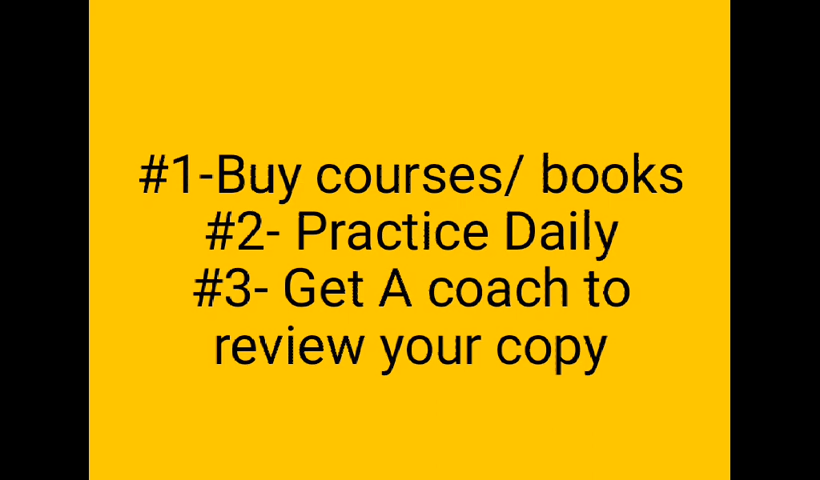 #1-Buy courses/ books
#2- Practice Daily
#3- Get A coach to
review your copy